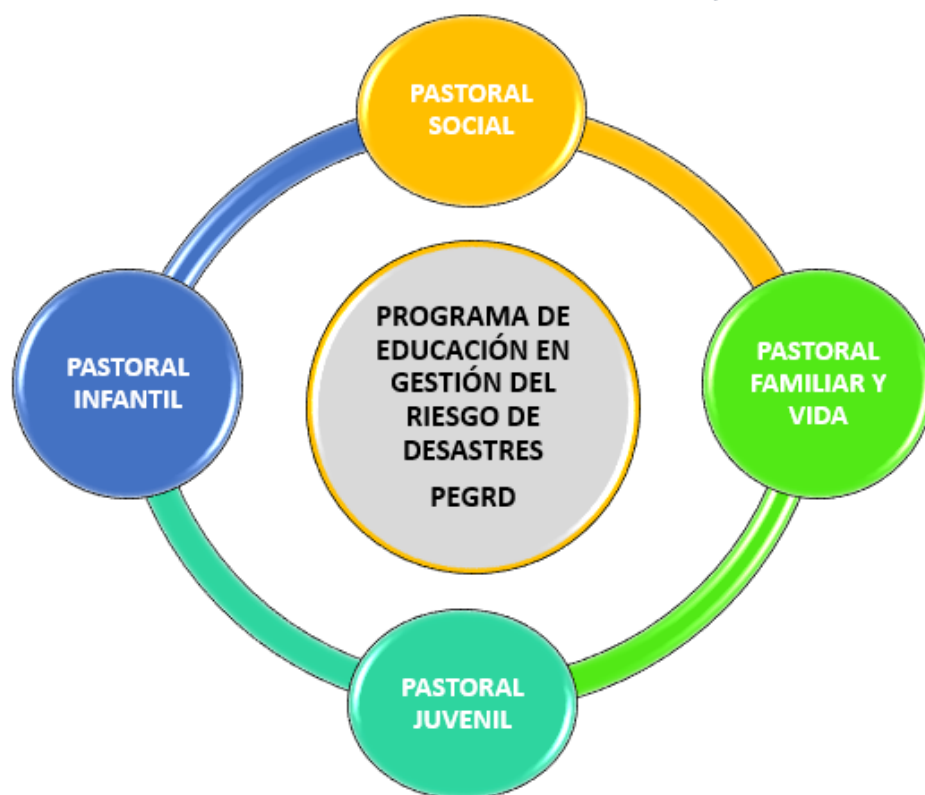 PASTORAL
SOCIAL
PROGRAMA DE
EDUCACIÓN EN
GESTIÓN DEL
RIESGO DE
DESASTRES
PEGRD
PASTORAL
INFANTIL
PASTORAL
FAMILIAR Y
VIDA
PASTORAL
JUVENIL